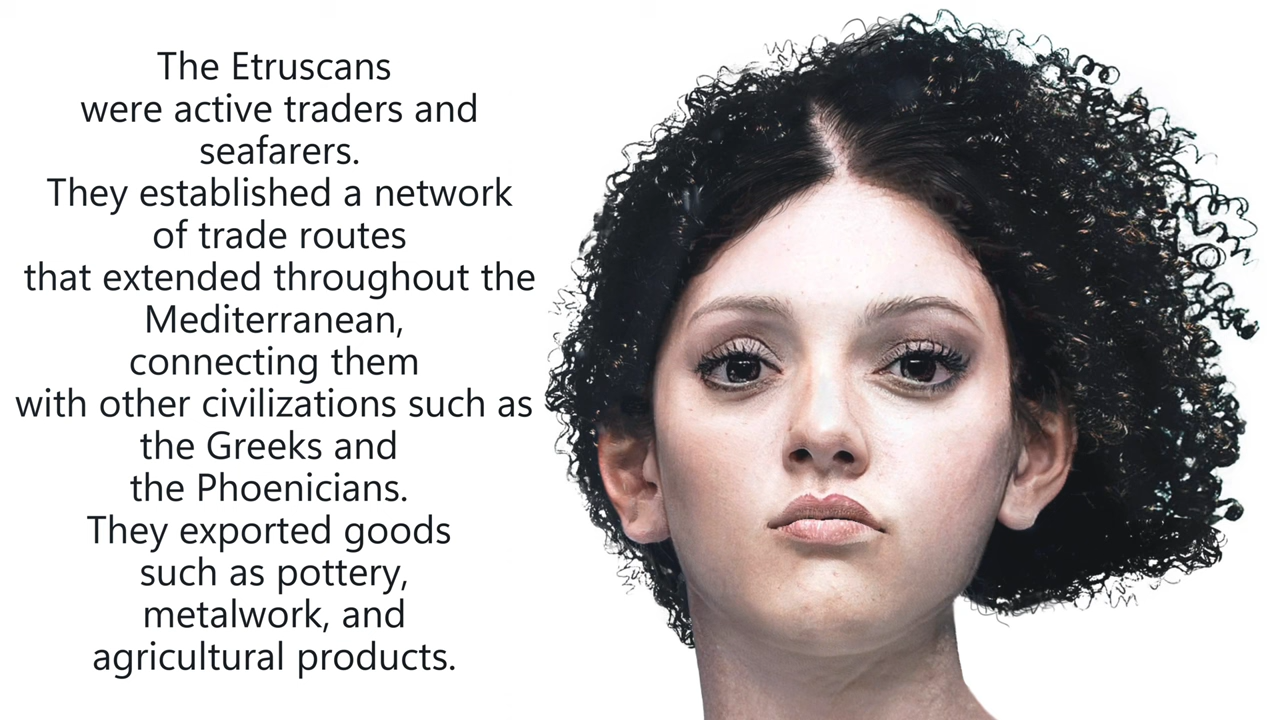 The Etruscans
were active traders and
seafarers.
They established a network
of trade routes
that extended throughout the
Mediterranean,
connecting them
with other civilizations such as
the Greeks and
the Phoenicians.
They exported goods
such as pottery,
metalwork, and
agricultural products.